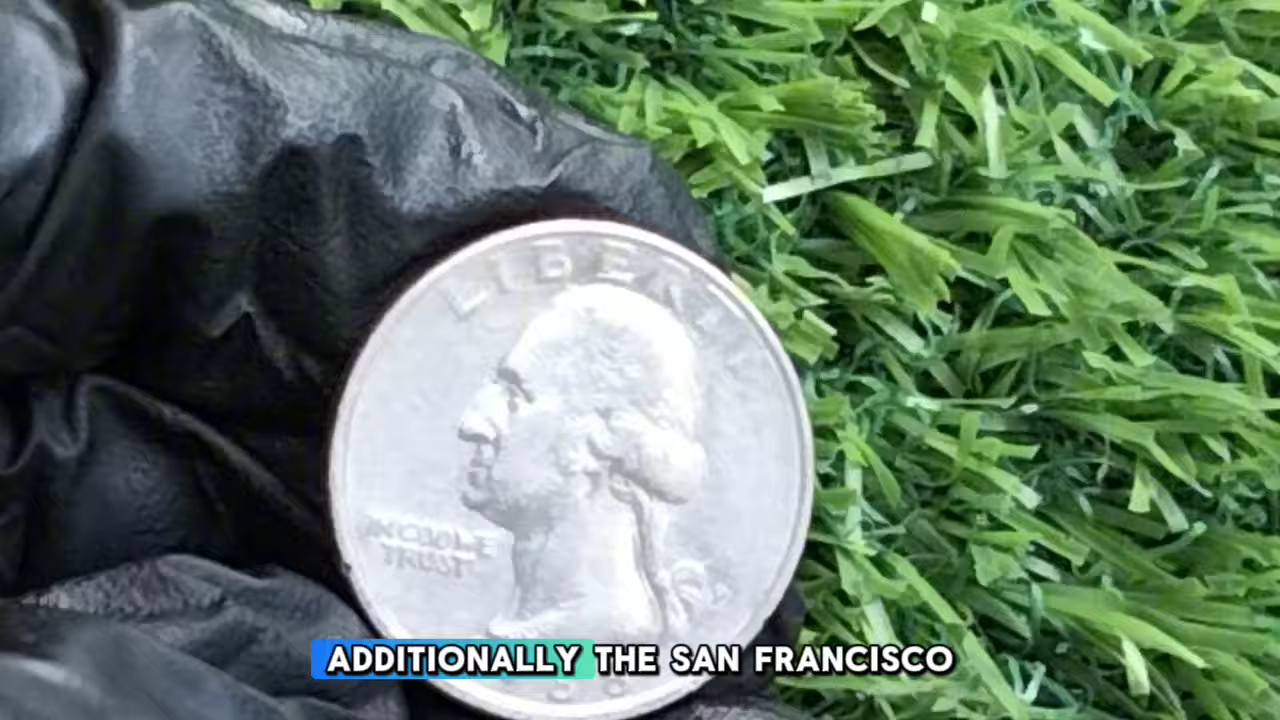 LIBERTY
IN GOD WE
TRUST
ADDITIONALLY THE SAN FRANCISCO